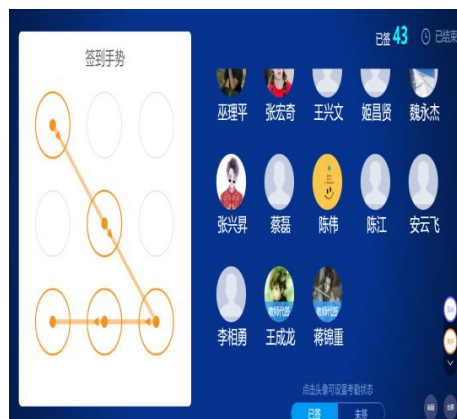 签到手势
已签 43 已结束
巫理平 张宏奇 王兴文 姬昌贤 魏永杰
张兴昇 蔡磊 陈伟 陈江 安云飞
教师代签 教师代签
李相勇 王成龙 蒋锦重
点击头像可设置考勤状态
已签 未签